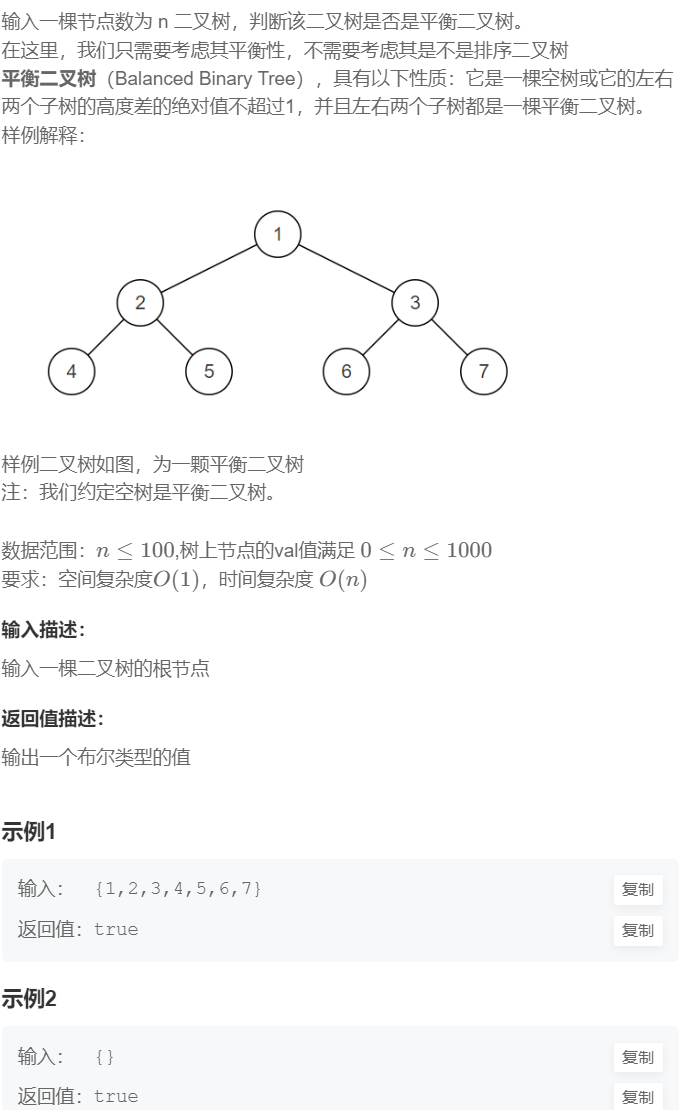 输入一棵节点数为 n 二叉树，判断该二叉树是否是平衡二叉树。
在这里，我们只需要考虑其平衡性，不需要考虑其是不是排序二叉树
平衡二叉树（Balanced Binary Tree），具有以下性质：它是一棵空树或它的左右
两个子树的高度差的绝对值不超过1，并且左右两个子树都是一棵平衡二叉树。
样例解释：
1
2 3
4 5 6 7
样例二叉树如图，为一颗平衡二叉树
注：我们约定空树是平衡二叉树。
数据范围：n ≤ 100,树上节点的val值满足 0 ≤ n ≤ 1000
要求：空间复杂度O(1)，时间复杂度 O(n)
输入描述：
输入一棵二叉树的根节点
返回值描述：
输出一个布尔类型的值
示例1
输入： {1,2,3,4,5,6,7} 复制
返回值：true 复制
示例2
输入： {} 复制
返回值：true 复制